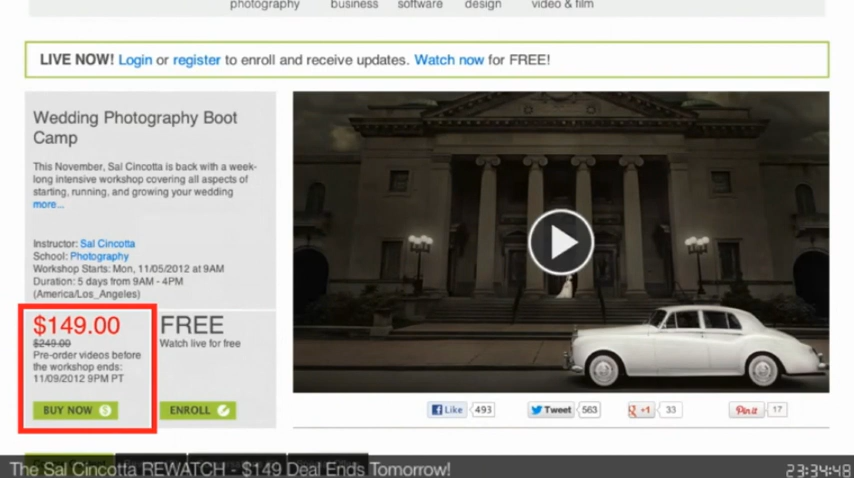 photography business software design video & film
LIVE NOW! Login or register to enroll and receive updates. Watch now for FREE!
Wedding Photography Boot
Camp
This November, Sal Cincotta is back with a week-
long intensive workshop covering all aspects of
starting, running, and growing your wedding
more...
Instructor: Sal Cincotta
School: Photography
Workshop Starts: Mon, 11/05/2012 at 9AM
Duration: 5 days from 9AM - 4PM
(America/Los_Angeles)
$149.00
$249.00
Pre-order videos before
the workshop ends:
11/09/2012 9PM PT
BUY NOW $
FREE
Watch live for free
ENROLL
Like 493 Tweet 563 g +1 33 Pin it 17
The Sal Cincotta REWATCH - $149 Deal Ends Tomorrow! 23:34:48